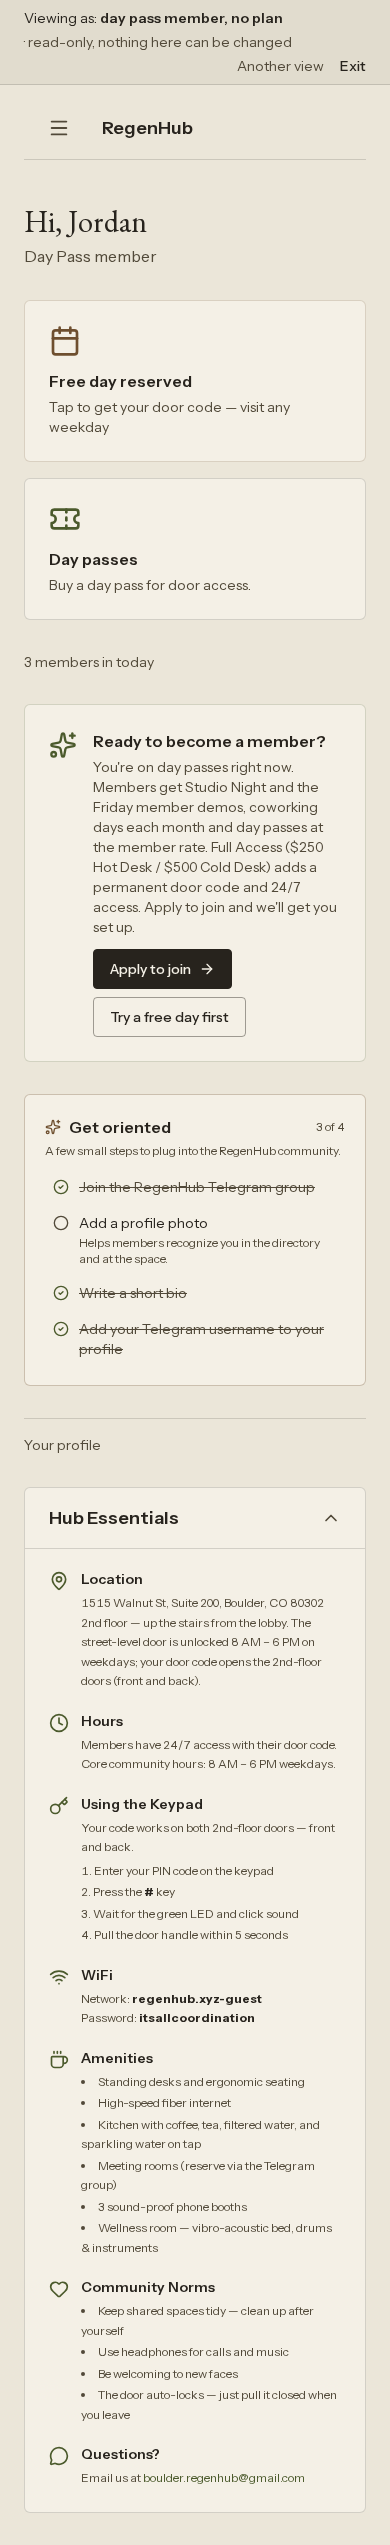 Viewing as: day pass member, no plan
· read-only, nothing here can be changed
Another view Exit
RegenHub
Hi, Jordan
Day Pass member
Free day reserved
Tap to get your door code — visit any
weekday
Day passes
Buy a day pass for door access.
3 members in today
Ready to become a member?
You're on day passes right now.
Members get Studio Night and the
Friday member demos, coworking
days each month and day passes at
the member rate. Full Access ($250
Hot Desk / $500 Cold Desk) adds a
permanent door code and 24/7
access. Apply to join and we'll get you
set up.
Apply to join →
Try a free day first
Get oriented 3 of 4
A few small steps to plug into the RegenHub community.
Join the RegenHub Telegram group
Add a profile photo
Helps members recognize you in the directory
and at the space.
Write a short bio
Add your Telegram username to your
profile
Your profile
Hub Essentials
Location
1515 Walnut St, Suite 200, Boulder, CO 80302
2nd floor — up the stairs from the lobby. The
street-level door is unlocked 8 AM – 6 PM on
weekdays; your door code opens the 2nd-floor
doors (front and back).
Hours
Members have 24/7 access with their door code.
Core community hours: 8 AM – 6 PM weekdays.
Using the Keypad
Your code works on both 2nd-floor doors — front
and back.
1. Enter your PIN code on the keypad
2. Press the # key
3. Wait for the green LED and click sound
4. Pull the door handle within 5 seconds
WiFi
Network: regenhub.xyz-guest
Password: itsallcoordination
Amenities
• Standing desks and ergonomic seating
• High-speed fiber internet
• Kitchen with coffee, tea, filtered water, and
sparkling water on tap
• Meeting rooms (reserve via the Telegram
group)
• 3 sound-proof phone booths
• Wellness room — vibro-acoustic bed, drums
& instruments
Community Norms
• Keep shared spaces tidy — clean up after
yourself
• Use headphones for calls and music
• Be welcoming to new faces
• The door auto-locks — just pull it closed when
you leave
Questions?
Email us at boulder.regenhub@gmail.com